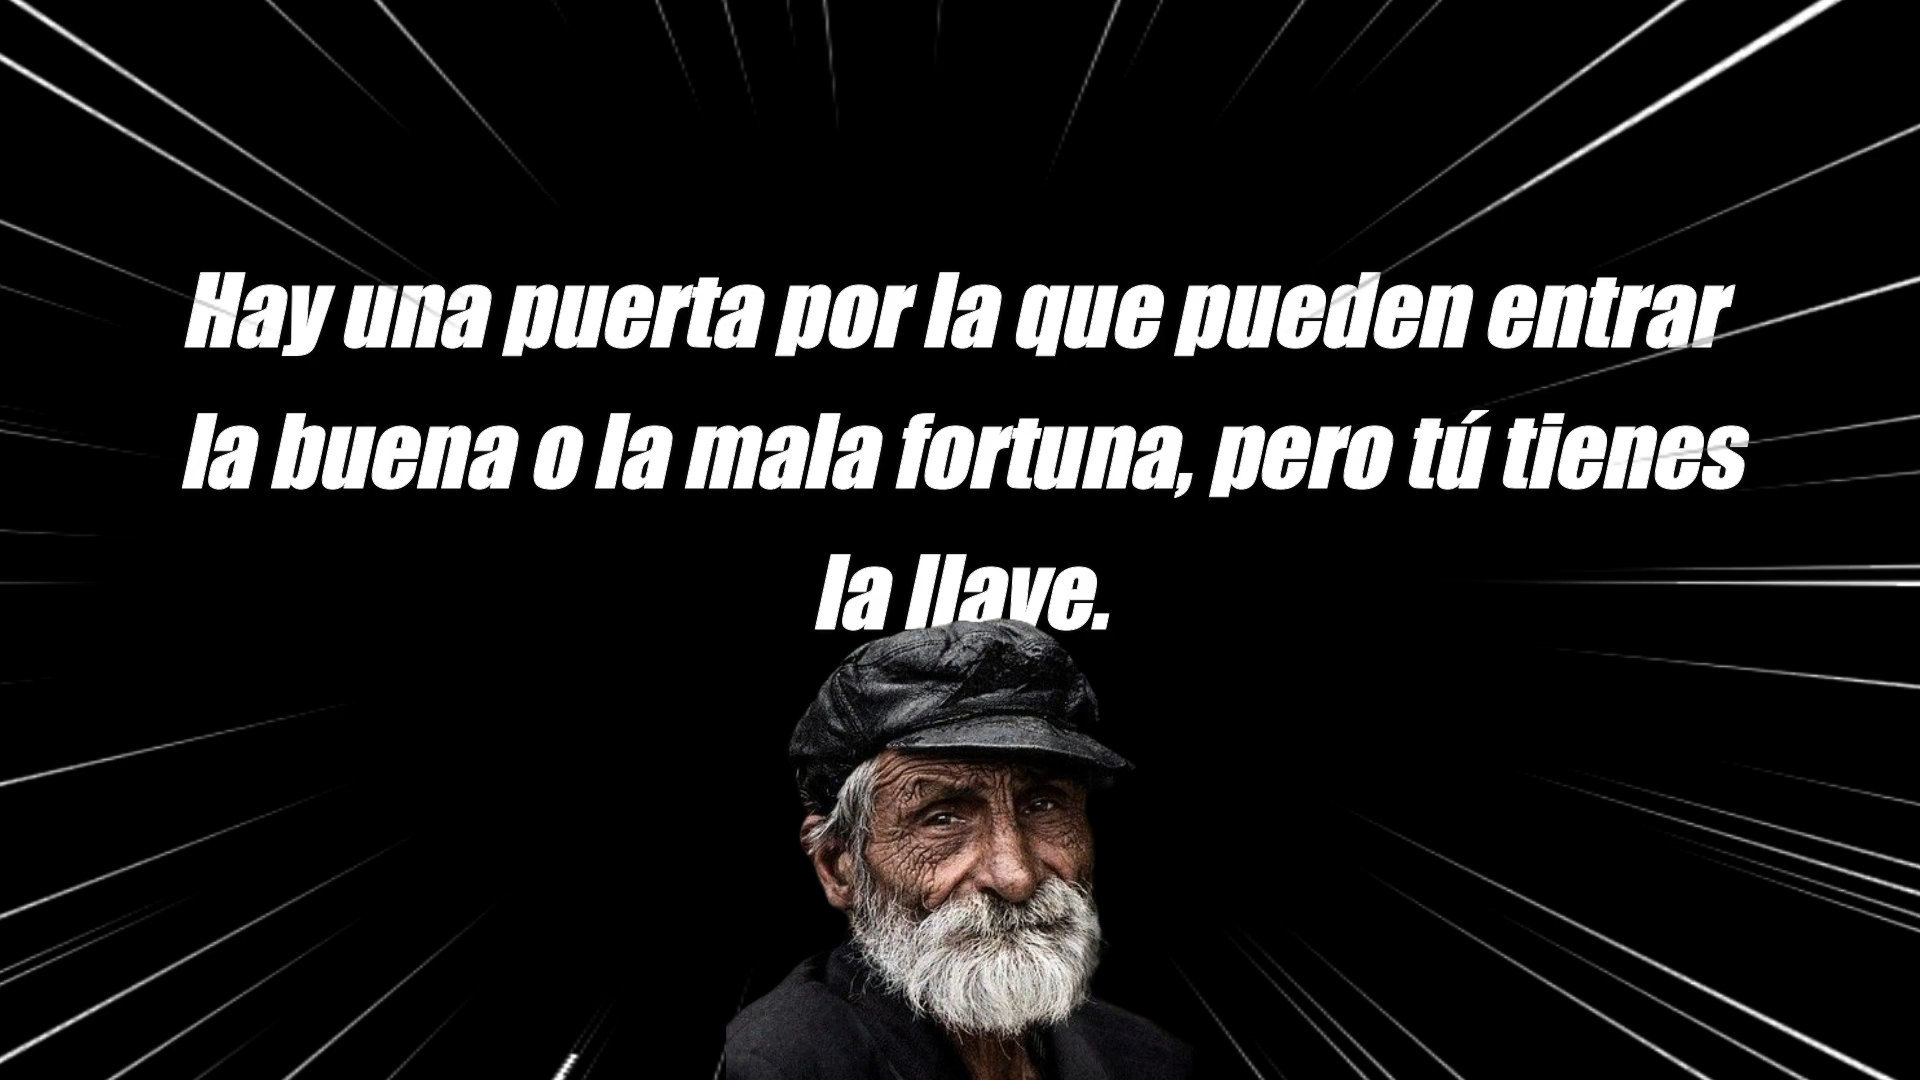 Hay una puerta por la que pueden entrar
la buena o la mala fortuna, pero tú tienes
la llave.